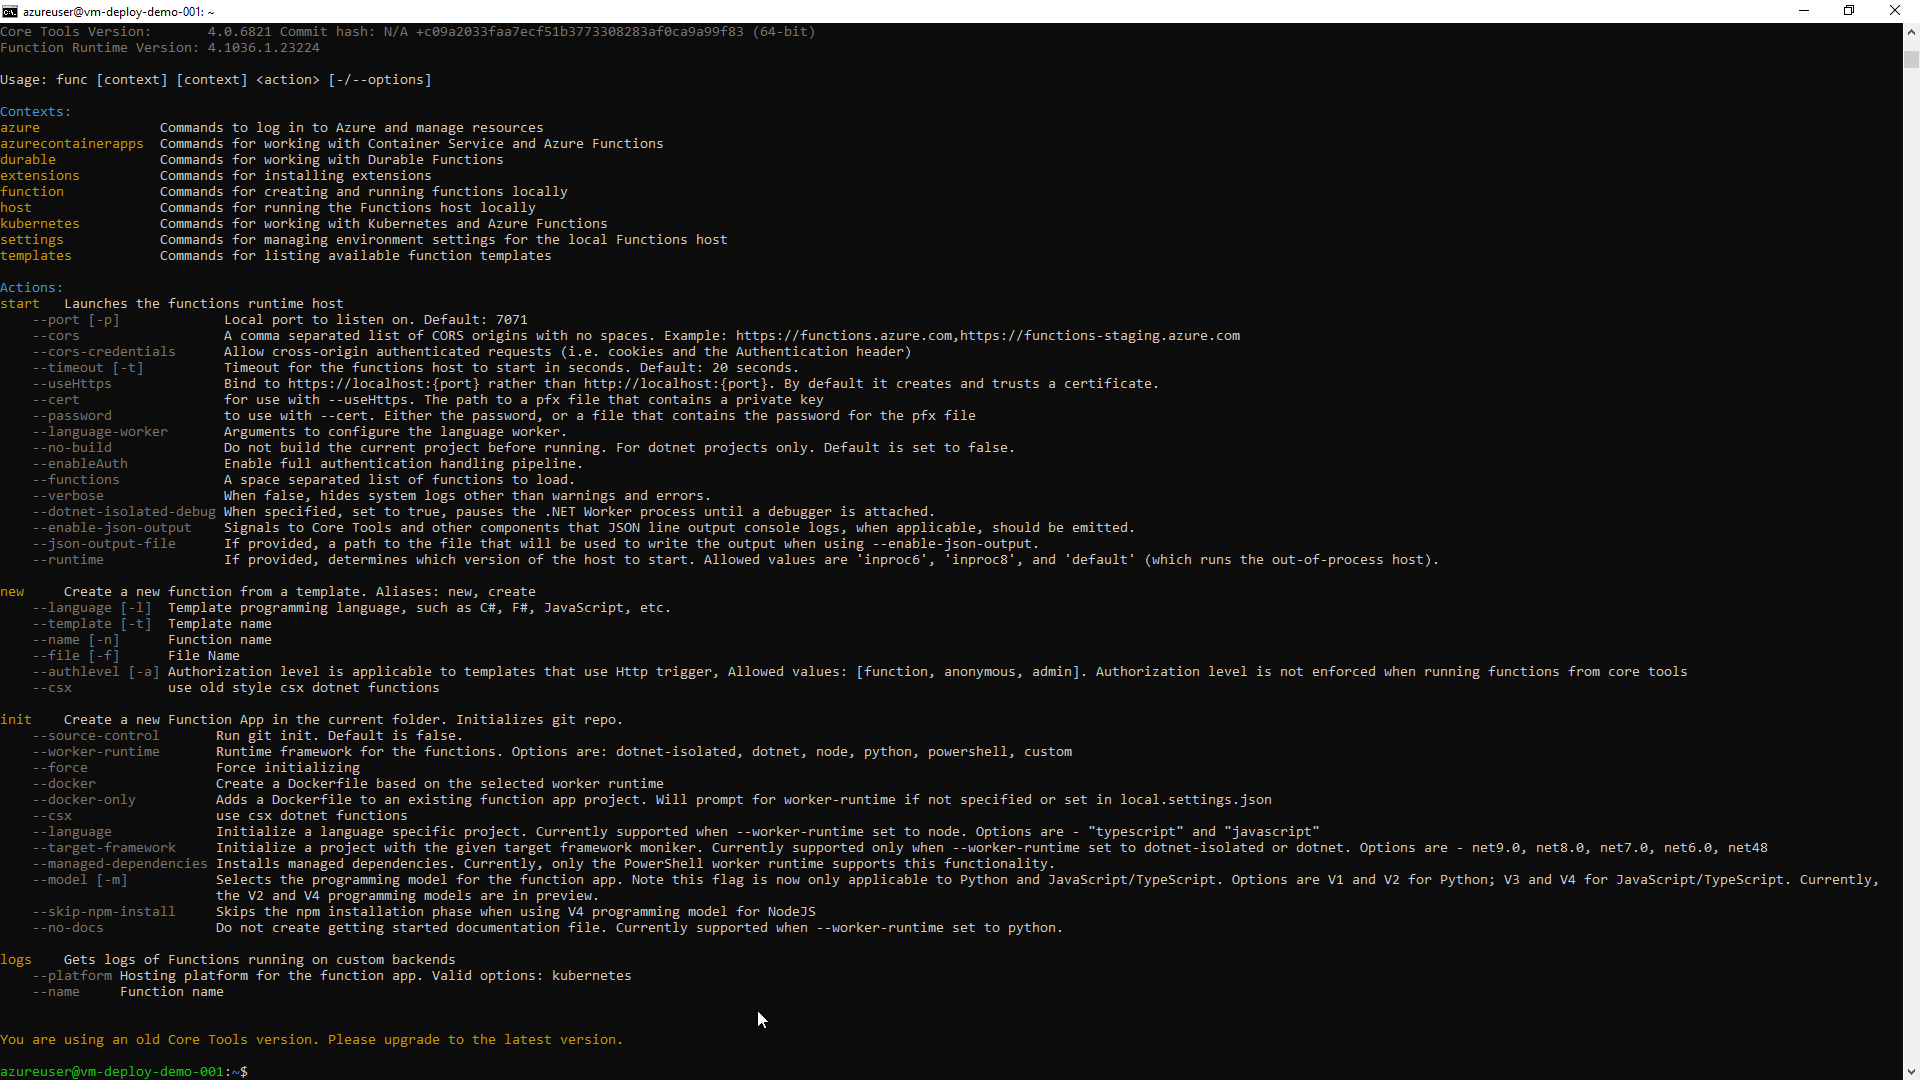 azureuser@vm-deploy-demo-001: ~
Core Tools Version:       4.0.6821 Commit hash: N/A +c09a2033faa7ecf51b3773308283af0ca9a99f83 (64-bit)
Function Runtime Version: 4.1036.1.23224
Usage: func [context] [context] <action> [-/--options]
Contexts:
azure               Commands to log in to Azure and manage resources
azurecontainerapps  Commands for working with Container Service and Azure Functions
durable             Commands for working with Durable Functions
extensions          Commands for installing extensions
function            Commands for creating and running functions locally
host                Commands for running the Functions host locally
kubernetes          Commands for working with Kubernetes and Azure Functions
settings            Commands for managing environment settings for the local Functions host
templates           Commands for listing available function templates
Actions:
start   Launches the functions runtime host
    --port [-p]             Local port to listen on. Default: 7071
    --cors                  A comma separated list of CORS origins with no spaces. Example: https://functions.azure.com,https://functions-staging.azure.com
    --cors-credentials      Allow cross-origin authenticated requests (i.e. cookies and the Authentication header)
    --timeout [-t]          Timeout for the functions host to start in seconds. Default: 20 seconds.
    --useHttps              Bind to https://localhost:{port} rather than http://localhost:{port}. By default it creates and trusts a certificate.
    --cert                  for use with --useHttps. The path to a pfx file that contains a private key
    --password              to use with --cert. Either the password, or a file that contains the password for the pfx file
    --language-worker       Arguments to configure the language worker.
    --no-build              Do not build the current project before running. For dotnet projects only. Default is set to false.
    --enableAuth            Enable full authentication handling pipeline.
    --functions             A space separated list of functions to load.
    --verbose               When false, hides system logs other than warnings and errors.
    --dotnet-isolated-debug When specified, set to true, pauses the .NET Worker process until a debugger is attached.
    --enable-json-output    Signals to Core Tools and other components that JSON line output console logs, when applicable, should be emitted.
    --json-output-file      If provided, a path to the file that will be used to write the output when using --enable-json-output.
    --runtime               If provided, determines which version of the host to start. Allowed values are 'inproc6', 'inproc8', and 'default' (which runs the out-of-process host).
new     Create a new function from a template. Aliases: new, create
    --language [-l]  Template programming language, such as C#, F#, JavaScript, etc.
    --template [-t]  Template name
    --name [-n]      Function name
    --file [-f]      File Name
    --authlevel [-a] Authorization level is applicable to templates that use Http trigger, Allowed values: [function, anonymous, admin]. Authorization level is not enforced when running functions from core tools
    --csx            use old style csx dotnet functions
init    Create a new Function App in the current folder. Initializes git repo.
    --source-control       Run git init. Default is false.
    --worker-runtime       Runtime framework for the functions. Options are: dotnet-isolated, dotnet, node, python, powershell, custom
    --force                Force initializing
    --docker               Create a Dockerfile based on the selected worker runtime
    --docker-only          Adds a Dockerfile to an existing function app project. Will prompt for worker-runtime if not specified or set in local.settings.json
    --csx                  use csx dotnet functions
    --language             Initialize a language specific project. Currently supported when --worker-runtime set to node. Options are - "typescript" and "javascript"
    --target-framework     Initialize a project with the given target framework moniker. Currently supported only when --worker-runtime set to dotnet-isolated or dotnet. Options are - net9.0, net8.0, net7.0, net6.0, net48
    --managed-dependencies Installs managed dependencies. Currently, only the PowerShell worker runtime supports this functionality.
    --model [-m]           Selects the programming model for the function app. Note this flag is now only applicable to Python and JavaScript/TypeScript. Options are V1 and V2 for Python; V3 and V4 for JavaScript/TypeScript. Currently,
                           the V2 and V4 programming models are in preview.
    --skip-npm-install     Skips the npm installation phase when using V4 programming model for NodeJS
    --no-docs              Do not create getting started documentation file. Currently supported when --worker-runtime set to python.
logs    Gets logs of Functions running on custom backends
    --platform Hosting platform for the function app. Valid options: kubernetes
    --name     Function name
You are using an old Core Tools version. Please upgrade to the latest version.
azureuser@vm-deploy-demo-001:~$